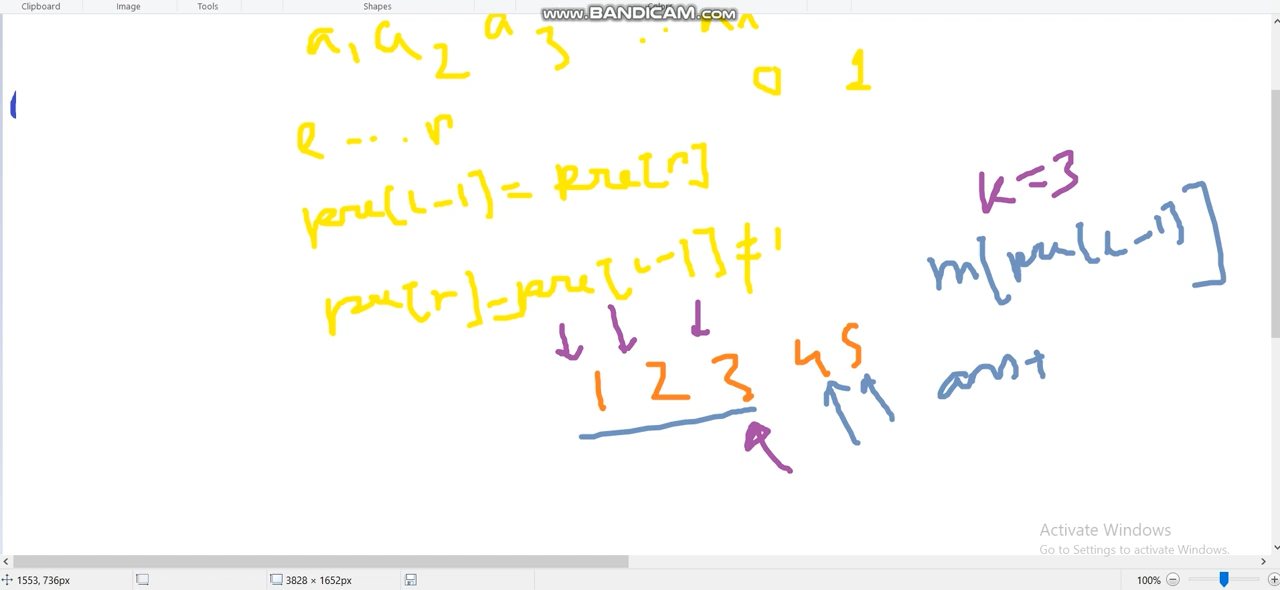 www.BANDICAM.com
Clipboard Image Tools Shapes Colors
a1 a2 a3 ..
0 1
l ... r
pre[L-1] = pre[r]
k=3
pre[r]-pre[L-1] ≠ 1
m[pre[L-1]]
1 2 3 4 5
ans+
Activate Windows
Go to Settings to activate Windows.
1553, 736px 3828 × 1652px 100%